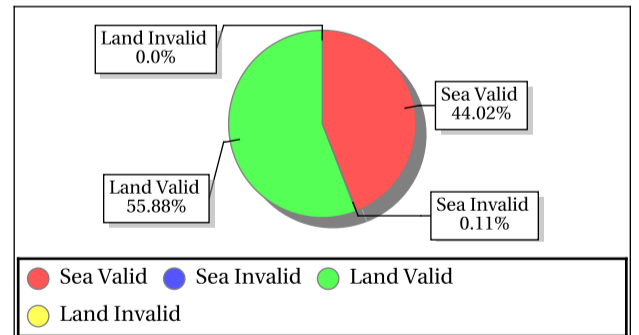 Land Invalid
0.0%
Sea Valid
44.02%
Land Valid
55.88%
Sea Invalid
0.11%
Sea Valid Sea Invalid Land Valid
Land Invalid